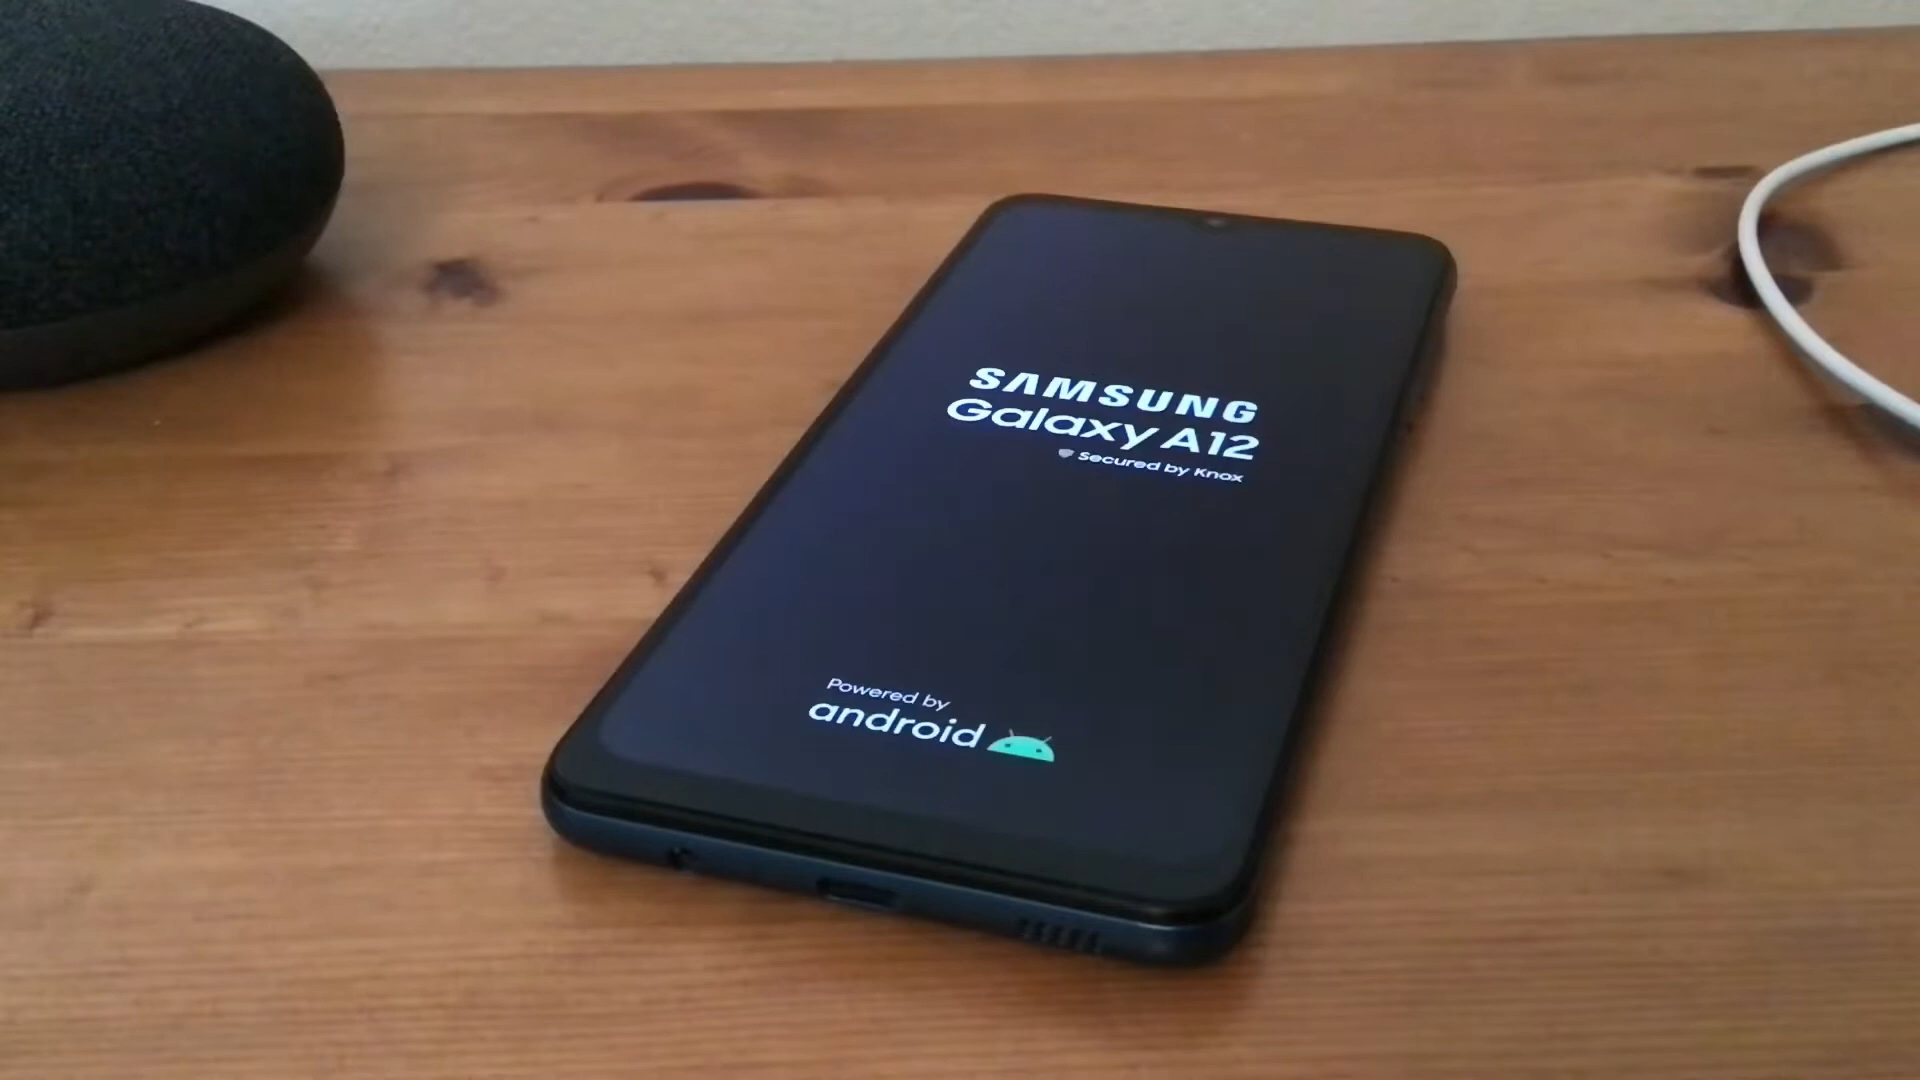 SAMSUNG
Galaxy A12
Secured by Knox
Powered by
android